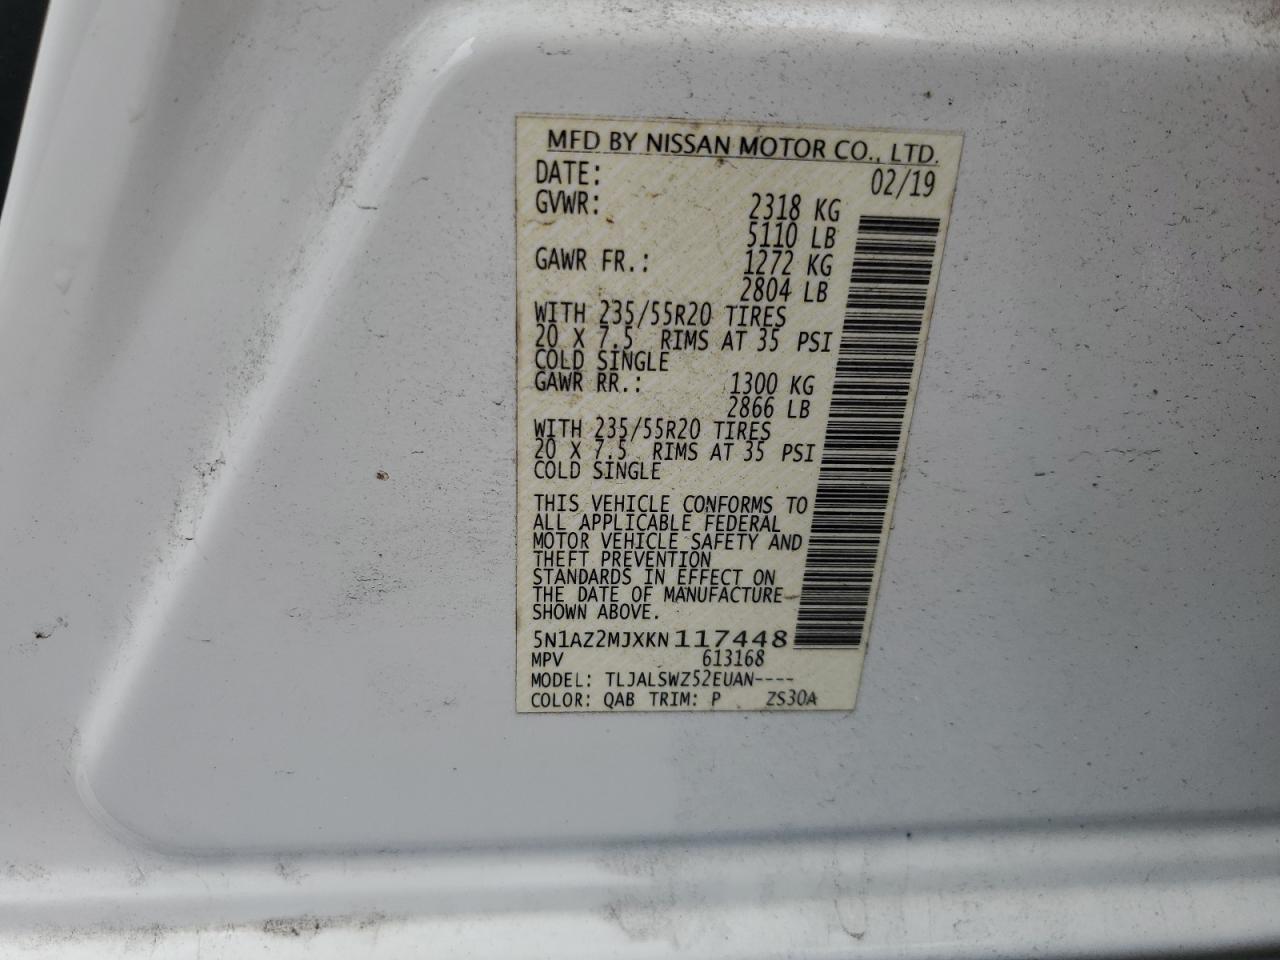 MFD BY NISSAN MOTOR CO., LTD.
DATE: 02/19
GVWR: 2318 KG
5110 LB
GAWR FR.: 1272 KG
2804 LB
WITH 235/55R20 TIRES
20 X 7.5 RIMS AT 35 PSI
COLD SINGLE
GAWR RR.: 1300 KG
2866 LB
WITH 235/55R20 TIRES
20 X 7.5 RIMS AT 35 PSI
COLD SINGLE
THIS VEHICLE CONFORMS TO
ALL APPLICABLE FEDERAL
MOTOR VEHICLE SAFETY AND
THEFT PREVENTION
STANDARDS IN EFFECT ON
THE DATE OF MANUFACTURE
SHOWN ABOVE.
5N1AZ2MJXKN117448
MPV 613168
MODEL: TLJALSWZ52EUAN----
COLOR: QAB TRIM: P ZS30A